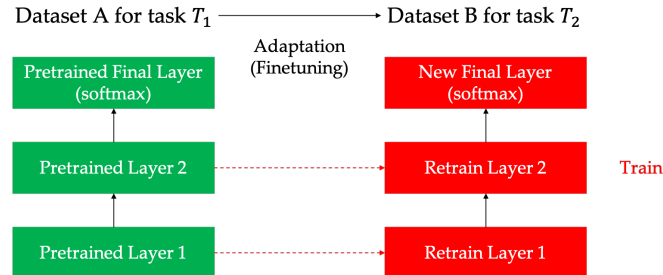 Dataset A for task T₁
Dataset B for task T₂
Adaptation
(Finetuning)
Pretrained Final Layer
(softmax)
New Final Layer
(softmax)
Pretrained Layer 2
Retrain Layer 2
Train
Pretrained Layer 1
Retrain Layer 1